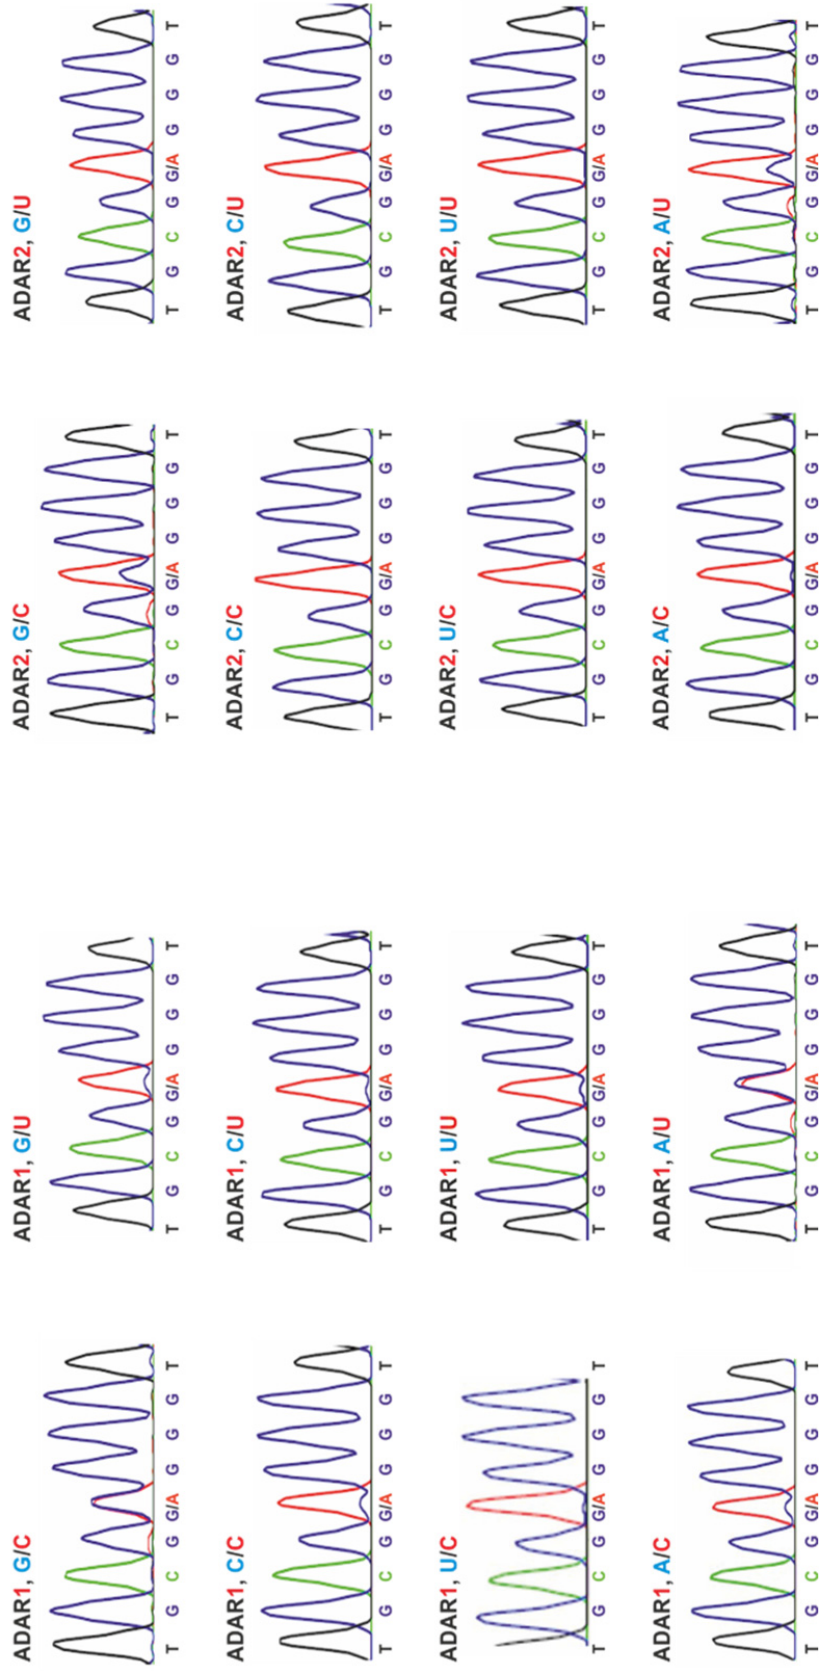 ADAR1, G/C
T G C G G/A G G G T
ADAR1, G/U
T G C G G/A G G G T
ADAR2, G/C
T G C G G/A G G G T
ADAR2, G/U
T G C G G/A G G G T
ADAR1, C/C
T G C G G/A G G G T
ADAR1, C/U
T G C G G/A G G G T
ADAR2, C/C
T G C G G/A G G G T
ADAR2, C/U
T G C G G/A G G G T
ADAR1, U/C
T G C G G/A G G G T
ADAR1, U/U
T G C G G/A G G G T
ADAR2, U/C
T G C G G/A G G G T
ADAR2, U/U
T G C G G/A G G G T
ADAR1, A/C
T G C G G/A G G G T
ADAR1, A/U
T G C G G/A G G G T
ADAR2, A/C
T G C G G/A G G G T
ADAR2, A/U
T G C G G/A G G G T